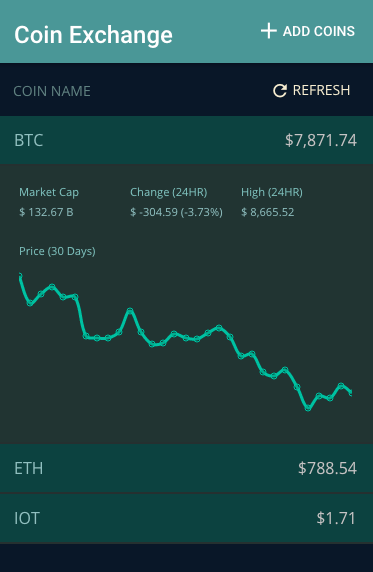 Coin Exchange
ADD COINS
COIN NAME
REFRESH
BTC
$7,871.74
Market Cap
Change (24HR)
High (24HR)
$ 132.67 B
$ -304.59 (-3.73%)
$ 8,665.52
Price (30 Days)
ETH
$788.54
IOT
$1.71